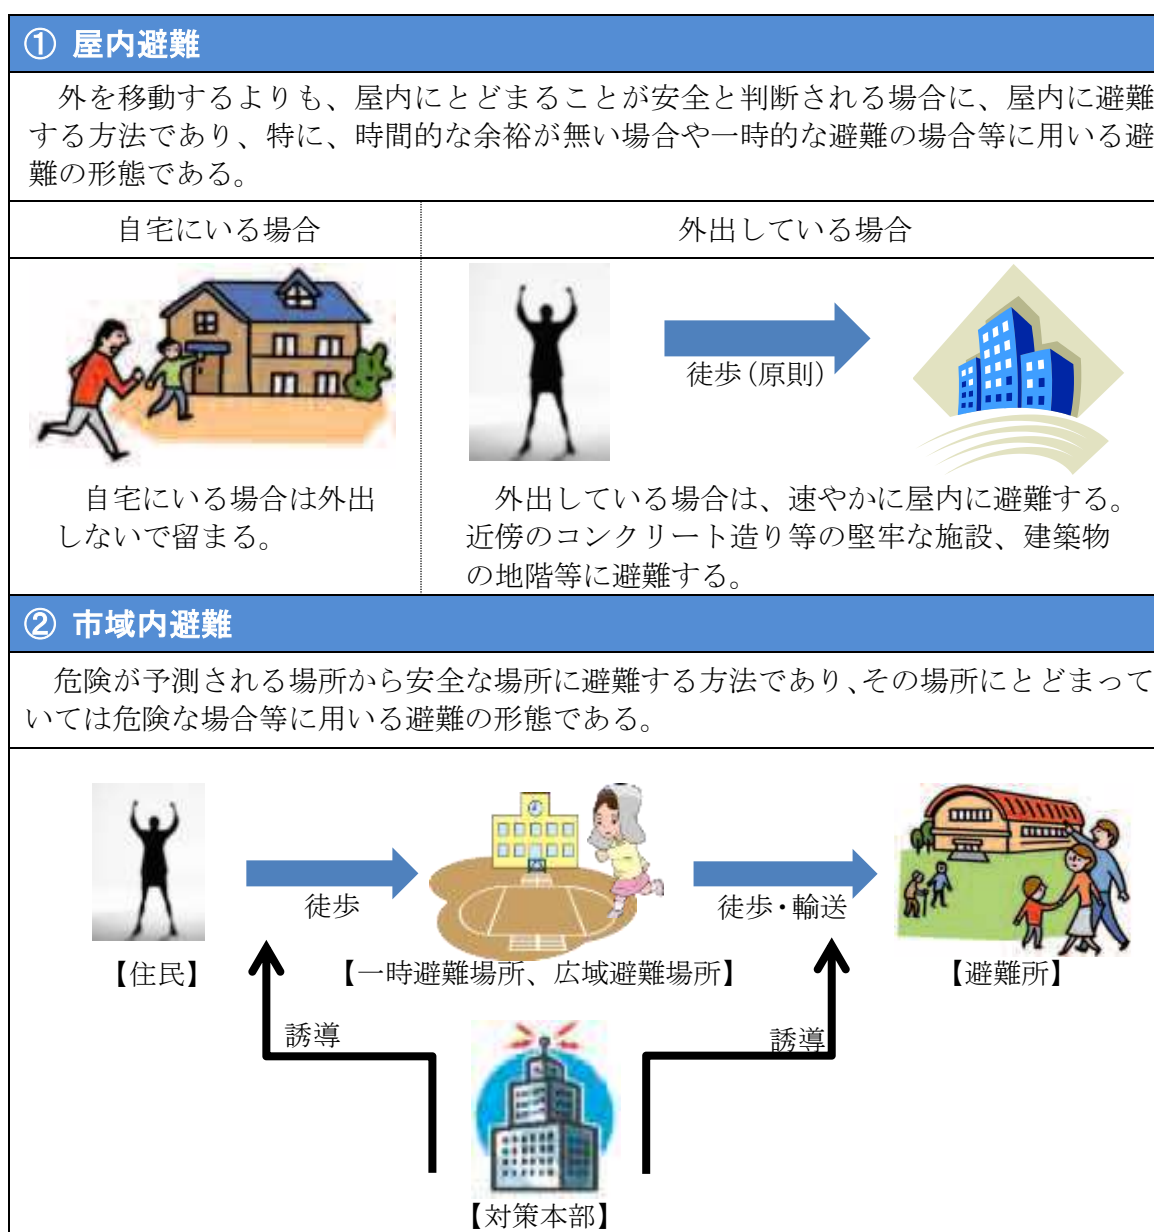 ① 屋内避難
外を移動するよりも、屋内にとどまることが安全と判断される場合に、屋内に避難
する方法であり、特に、時間的な余裕が無い場合や一時的な避難の場合等に用いる避
難の形態である。
自宅にいる場合
外出している場合
徒歩(原則)
自宅にいる場合は外出
しないで留まる。
外出している場合は、速やかに屋内に避難する。
近傍のコンクリート造り等の堅牢な施設、建築物
の地階等に避難する。
② 市域内避難
危険が予測される場所から安全な場所に避難する方法であり、その場所にとどまって
いては危険な場合等に用いる避難の形態である。
徒歩
徒歩・輸送
【住民】
【一時避難場所、広域避難場所】
【避難所】
誘導
誘導
【対策本部】